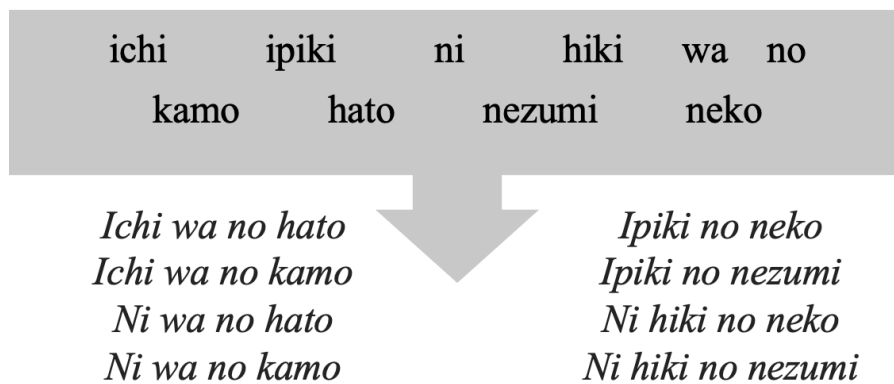 ichi ipiki ni hiki wa no
kamo hato nezumi neko
Ichi wa no hato
Ichi wa no kamo
Ni wa no hato
Ni wa no kamo
Ipiki no neko
Ipiki no nezumi
Ni hiki no neko
Ni hiki no nezumi